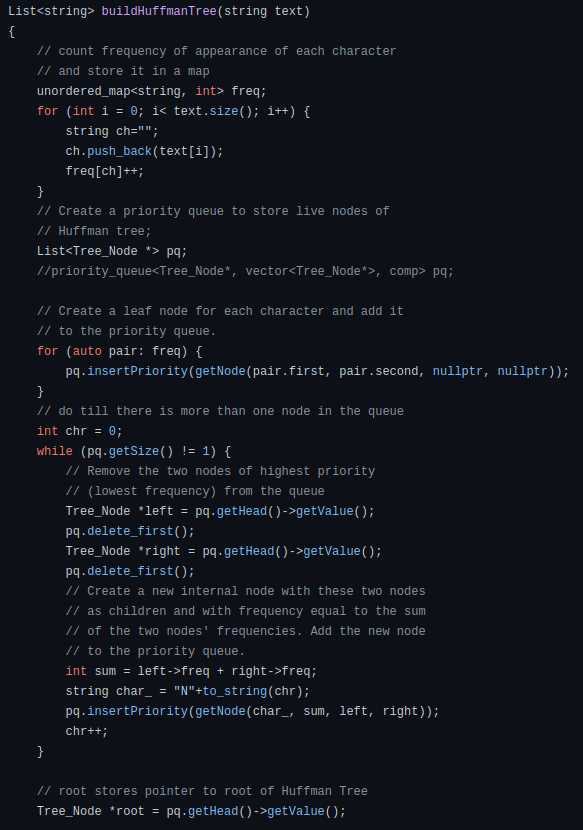 List<string> buildHuffmanTree(string text)
{
    // count frequency of appearance of each character
    // and store it in a map
    unordered_map<string, int> freq;
    for (int i = 0; i< text.size(); i++) {
        string ch="";
        ch.push_back(text[i]);
        freq[ch]++;
    }
    // Create a priority queue to store live nodes of
    // Huffman tree;
    List<Tree_Node *> pq;
    //priority_queue<Tree_Node*, vector<Tree_Node*>, comp> pq;

    // Create a leaf node for each character and add it
    // to the priority queue.
    for (auto pair: freq) {
        pq.insertPriority(getNode(pair.first, pair.second, nullptr, nullptr));
    }
    // do till there is more than one node in the queue
    int chr = 0;
    while (pq.getSize() != 1) {
        // Remove the two nodes of highest priority
        // (lowest frequency) from the queue
        Tree_Node *left = pq.getHead()->getValue();
        pq.delete_first();
        Tree_Node *right = pq.getHead()->getValue();
        pq.delete_first();
        // Create a new internal node with these two nodes
        // as children and with frequency equal to the sum
        // of the two nodes' frequencies. Add the new node
        // to the priority queue.
        int sum = left->freq + right->freq;
        string char_ = "N"+to_string(chr);
        pq.insertPriority(getNode(char_, sum, left, right));
        chr++;
    }

    // root stores pointer to root of Huffman Tree
    Tree_Node *root = pq.getHead()->getValue();